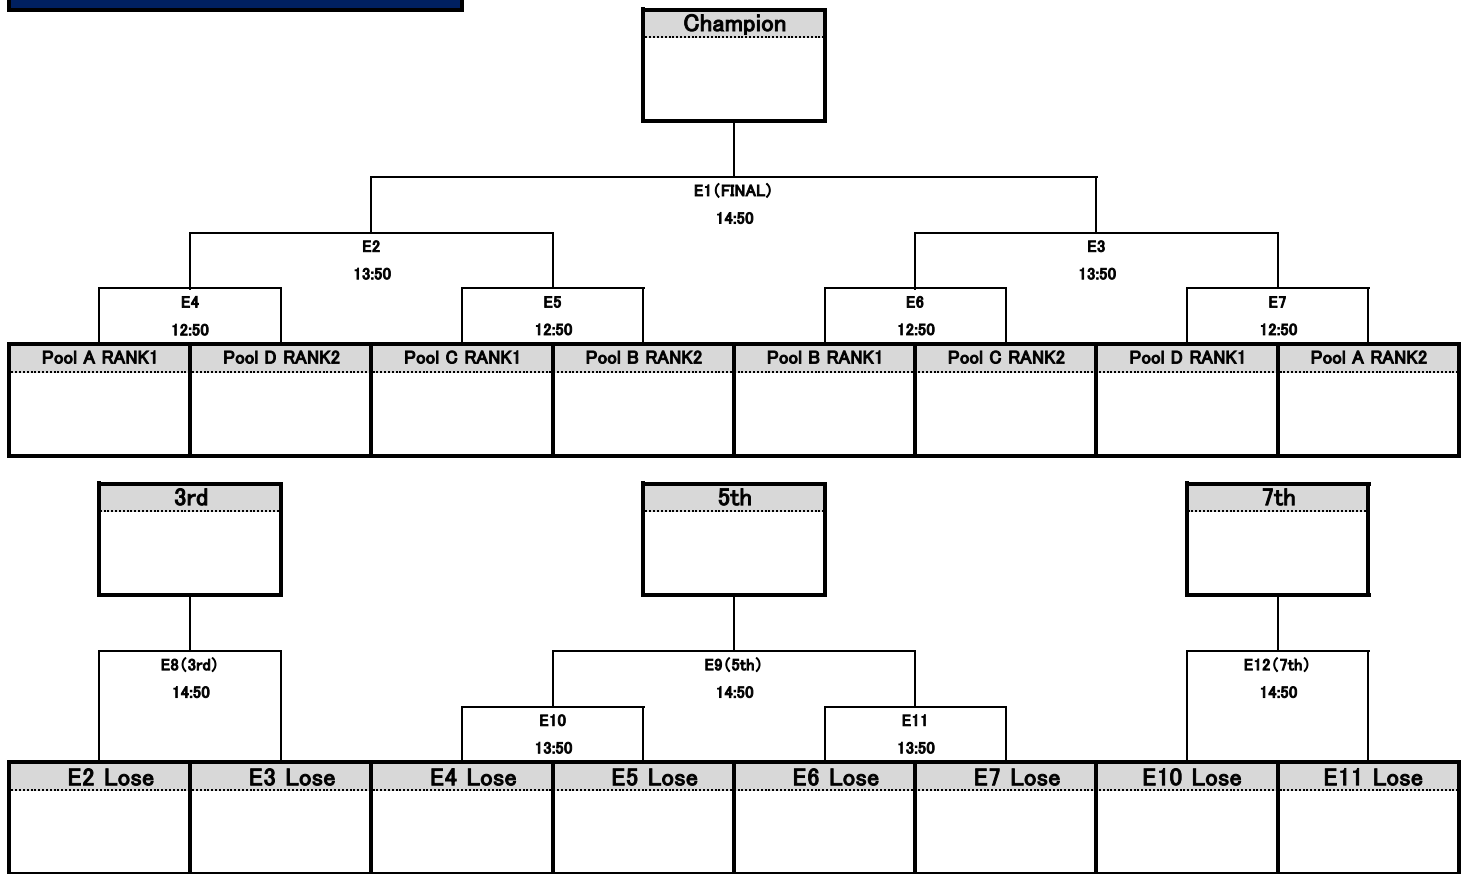 Champion
E1(FINAL)
14:50
E2 E3
13:50 13:50
E4 E5 E6 E7
12:50 12:50 12:50 12:50
Pool A RANK1 Pool D RANK2 Pool C RANK1 Pool B RANK2 Pool B RANK1 Pool C RANK2 Pool D RANK1 Pool A RANK2
3rd 5th 7th
E8(3rd) E9(5th) E12(7th)
14:50 14:50 14:50
E10 E11
13:50 13:50
E2 Lose E3 Lose E4 Lose E5 Lose E6 Lose E7 Lose E10 Lose E11 Lose